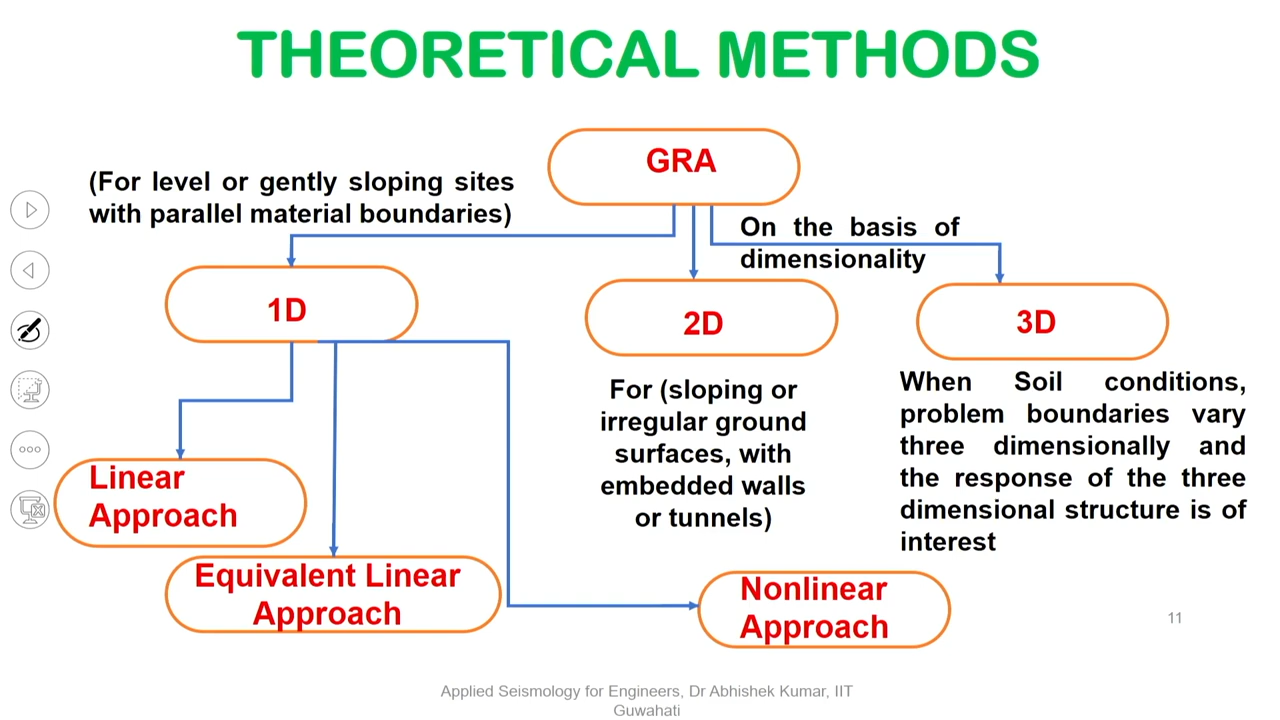 THEORETICAL METHODS
GRA
(For level or gently sloping sites
with parallel material boundaries)
On the basis of
dimensionality
1D
2D
3D
For (sloping or
irregular ground
surfaces, with
embedded walls
or tunnels)
When Soil conditions,
problem boundaries vary
three dimensionally and
the response of the three
dimensional structure is of
interest
Linear
Approach
Equivalent Linear
Approach
Nonlinear
Approach
11
Applied Seismology for Engineers, Dr Abhishek Kumar, IIT
Guwahati